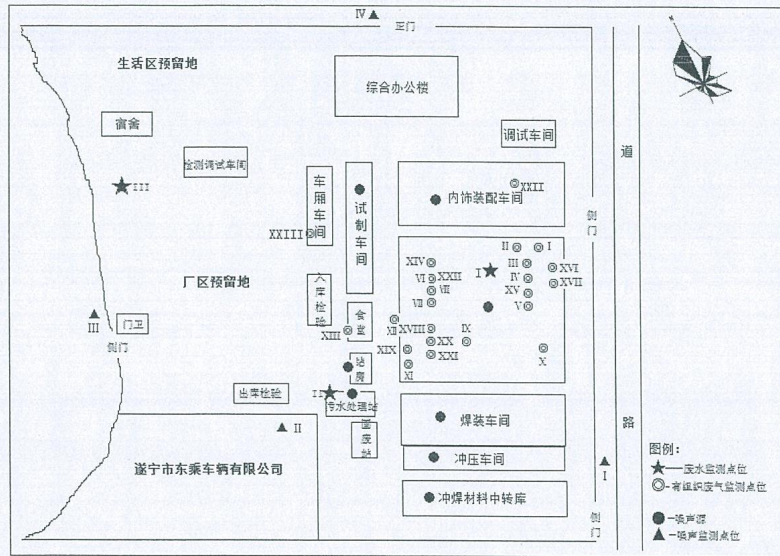 IV
正门
生活区预留地
综合办公楼
宿舍
调试车间
道
检测调试车间
III
车厢车间
试制车间
内饰装配车间
XXII
侧门
XXIII
II
I
XIV
III
XVI
I
VI
XXII
IV
XVII
厂区预留地
VII
XV
入库检验
VII
V
食堂
III
门卫
XIII
XII
XVIII
IX
侧门
XX
XIX
XXI
X
站房
XI
出库检验
II
污水处理站
焊装车间
路
II
固废站
图例:
遂宁市东乘车辆有限公司
冲压车间
—废水监测点位
I
-有组织废气监测点位
冲焊材料中转库
侧门
—噪声源
—噪声监测点位